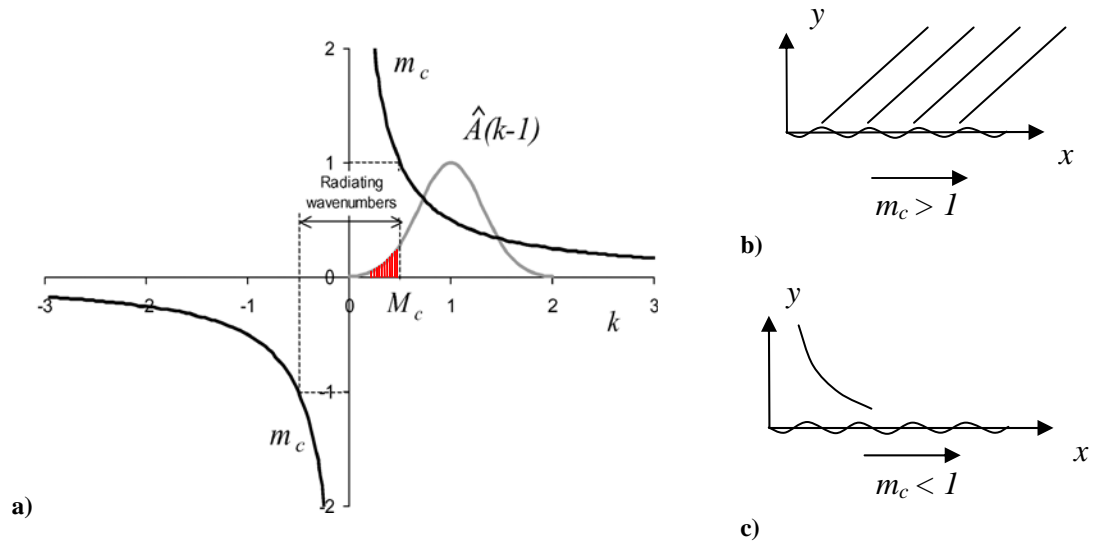 2
m c
Â(k-1)
1
Radiating
wavenumbers
0
-3
-2
-1
0
M c
1
2
3
k
-1
m c
-2
a)
y
x
m c > 1
b)
y
x
m c < 1
c)